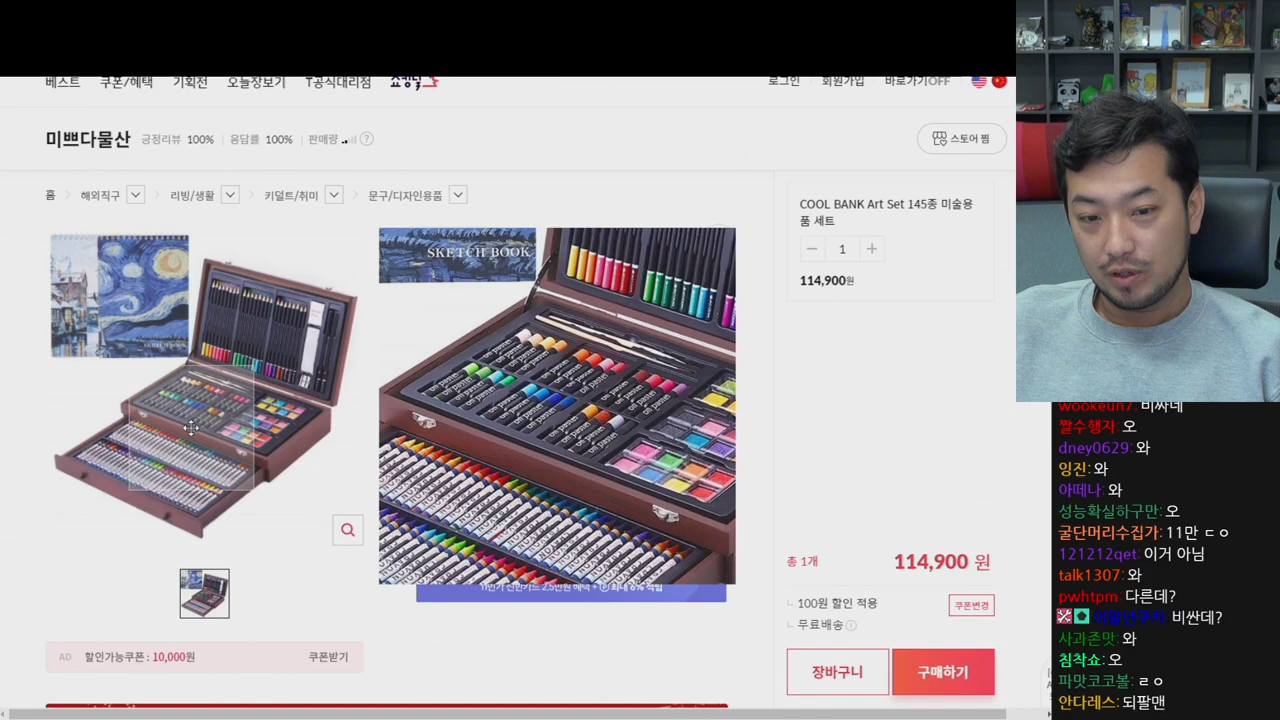 베스트 쿠폰/혜택 기획전 오늘장보기 T공식대리점 쇼킹딜
로그인 회원가입 바로가기OFF
미쁘다물산 긍정리뷰 100% 응답률 100% 판매량 ?
스토어 찜
홈 해외직구 리빙/생활 키덜트/취미 문구/디자인용품
SKETCH BOOK
COOL BANK Art Set 145종 미술용
품 세트
1
114,900원
총 1개 114,900 원
100원 할인 적용 쿠폰변경
무료배송
장바구니 구매하기
AD 할인가능쿠폰 : 10,000원 쿠폰받기
wookeun7: 비싸네
짤수행자: 오
dney0629: 와
잉진: 와
아떼나: 와
성능확실하구만: 오
굴단머리수집가: 11만 ㄷㅇ
121212qet: 이거 아님
talk1307: 와
pwhtpm: 다른데?
비싼데?
사과존맛: 와
침착쇼: 오
파맛코코볼: ㄹㅇ
안다레스: 되팔맨